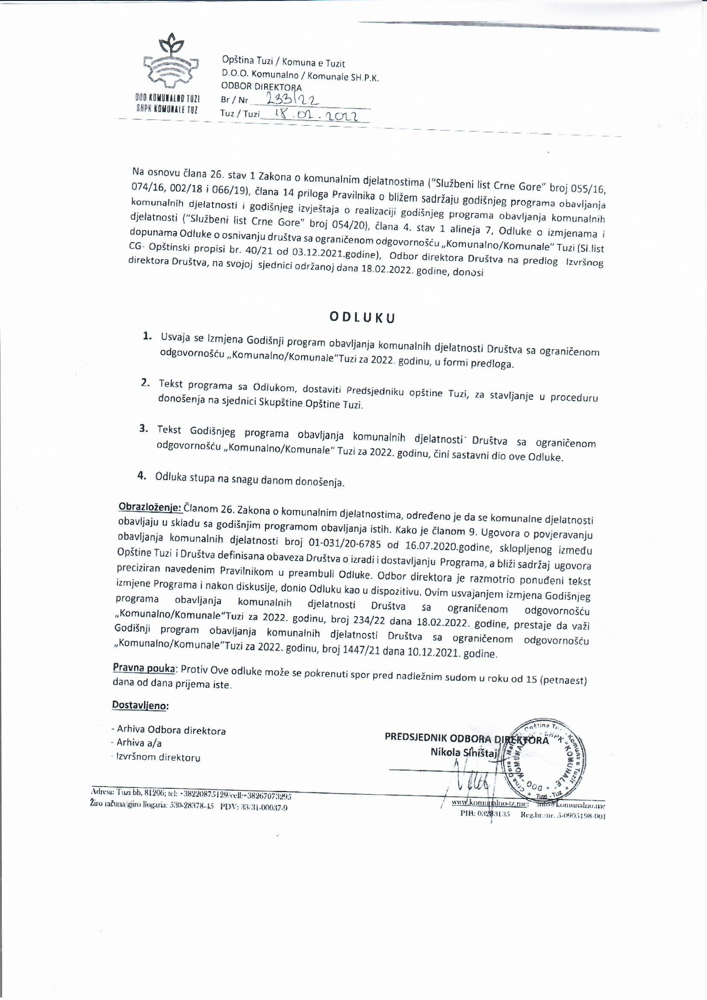 DOO KOMUNALNO TUZI
SHPK KOMUNALE TUZ
Opština Tuzi / Komuna e Tuzit
D.O.O. Komunalno / Komunale SH.P.K.
ODBOR DIREKTORA
Br / Nr 233/22
Tuz / Tuzi 18.02.2022
Na osnovu člana 26. stav 1 Zakona o komunalnim djelatnostima ("Službeni list Crne Gore" broj 055/16,
074/16, 002/18 i 066/19), člana 14 priloga Pravilnika o bližem sadržaju godišnjeg programa obavljanja
komunalnih djelatnosti i godišnjeg izvještaja o realizaciji godišnjeg programa obavljanja komunalnih
djelatnosti ("Službeni list Crne Gore" broj 054/20), člana 4. stav 1 alineja 7, Odluke o izmjenama i
dopunama Odluke o osnivanju društva sa ograničenom odgovornošću „Komunalno/Komunale" Tuzi (Sl.list
CG- Opštinski propisi br. 40/21 od 03.12.2021.godine), Odbor direktora Društva na predlog Izvršnog
direktora Društva, na svojoj sjednici održanoj dana 18.02.2022. godine, donosi
O D L U K U
1. Usvaja se Izmjena Godišnji program obavljanja komunalnih djelatnosti Društva sa ograničenom
odgovornošću „Komunalno/Komunale“Tuzi za 2022. godinu, u formi predloga.
2. Tekst programa sa Odlukom, dostaviti Predsjedniku opštine Tuzi, za stavljanje u proceduru
donošenja na sjednici Skupštine Opštine Tuzi.
3. Tekst Godišnjeg programa obavljanja komunalnih djelatnosti Društva sa ograničenom
odgovornošću „Komunalno/Komunale“ Tuzi za 2022. godinu, čini sastavni dio ove Odluke.
4. Odluka stupa na snagu danom donošenja.
Obrazloženje: Članom 26. Zakona o komunalnim djelatnostima, određeno je da se komunalne djelatnosti
obavljaju u skladu sa godišnjim programom obavljanja istih. Kako je članom 9. Ugovora o povjeravanju
obavljanja komunalnih djelatnosti broj 01-031/20-6785 od 16.07.2020.godine, sklopljenog između
Opštine Tuzi i Društva definisana obaveza Društva o izradi i dostavljanju Programa, a bliži sadržaj ugovora
preciziran navedenim Pravilnikom u preambuli Odluke. Odbor direktora je razmotrio ponuđeni tekst
izmjene Programa i nakon diskusije, donio Odluku kao u dispozitivu. Ovim usvajanjem izmjena Godišnjeg
programa obavljanja komunalnih djelatnosti Društva sa ograničenom odgovornošću
„Komunalno/Komunale“Tuzi za 2022. godinu, broj 234/22 dana 18.02.2022. godine, prestaje da važi
Godišnji program obavljanja komunalnih djelatnosti Društva sa ograničenom odgovornošću
„Komunalno/Komunale“Tuzi za 2022. godinu, broj 1447/21 dana 10.12.2021. godine.
Pravna pouka: Protiv Ove odluke može se pokrenuti spor pred nadležnim sudom u roku od 15 (petnaest)
dana od dana prijema iste.
Dostavljeno:
- Arhiva Odbora direktora
- Arhiva a/a
- Izvršnom direktoru
PREDSJEDNIK ODBORA DIREKTORA
Nikola Siništaj
Crna Gora Opština Tuzi Komuna e Tuzit
DOO "KOMUNALNO" - SHPK "KOMUNALE"
Tuzi - Tuz
Adresa: Tuzi bb, 81206; tel: +38220875129/cell:+38267073295
Žiro računa/gjiro llogaria: 530-28378-45 PDV: 33/31-00037-9
www.komunalno-tz.me; info@komunalno.me
PIB: 03283135 Reg.br./nr. 5-0905198-001